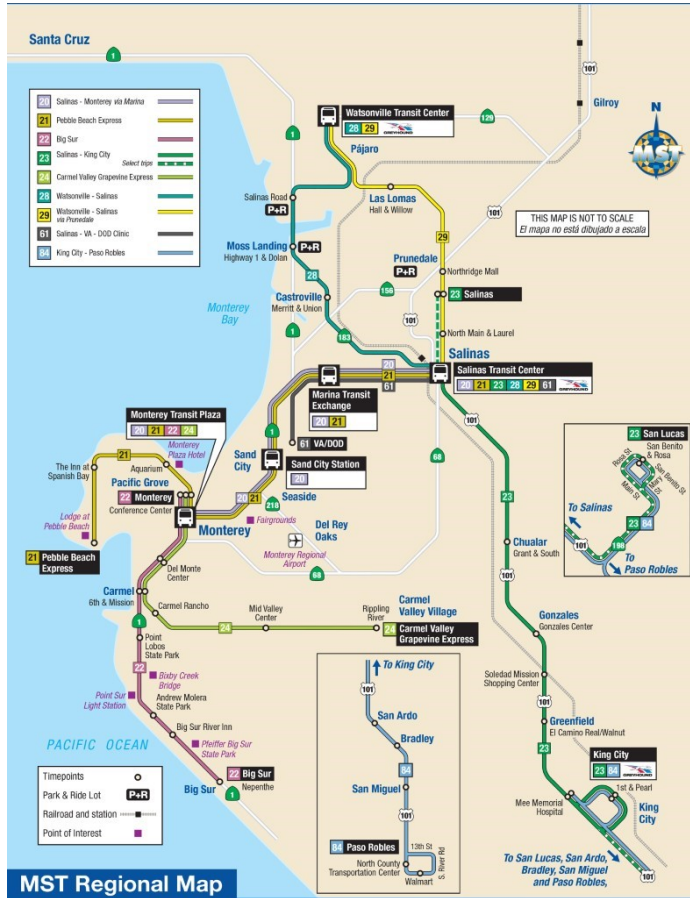 Santa Cruz
1
20 Salinas - Monterey via Marina
21 Pebble Beach Express
22 Big Sur
23 Salinas - King City
Select trips
24 Carmel Valley Grapevine Express
28 Watsonville - Salinas
29 Watsonville - Salinas
via Prunedale
61 Salinas - VA - DOD Clinic
84 King City - Paso Robles
101
101
Gilroy
N
MST
Watsonville Transit Center
28 29 GREYHOUND
129
1
Pájaro
Salinas Road
P+R
Las Lomas
Hall & Willow
101
THIS MAP IS NOT TO SCALE
El mapa no está dibujado a escala
29
Moss Landing
Highway 1 & Dolan
P+R
Prunedale
P+R
Northridge Mall
28
156
23 Salinas
Castroville
Merritt & Union
101
Monterey
Bay
1
183
North Main & Laurel
Salinas
20
21
61
Salinas Transit Center
20 21 23 28 29 61 GREYHOUND
Marina Transit
Exchange
20 21
101
Monterey Transit Plaza
20 21 22 24
1
61 VA/DOD
68
Sand
City
Sand City Station
20
Monterey
Plaza Hotel
21
Aquarium
The Inn at
Spanish Bay
Pacific Grove
22 Monterey
Conference Center
20 21
Seaside
218
Monterey
Fairgrounds
Del Rey
Oaks
Monterey Regional
Airport
68
Lodge at
Pebble Beach
21 Pebble Beach
Express
Del Monte
Center
Carmel
6th & Mission
Carmel Rancho
24
Mid Valley
Center
Rippling
River
Carmel
Valley Village
24 Carmel Valley
Grapevine Express
23
23 San Lucas
San Benito
& Rosa
Rosa St
San Benito St
Main St
To Salinas
23 84
198
101
To
Paso Robles
Chualar
Grant & South
101
Gonzales
Gonzales Center
Soledad Mission
Shopping Center
101
Greenfield
El Camino Real/Walnut
23
King City
23 84 GREYHOUND
1st & Pearl
King
City
Mee Memorial
Hospital
To San Lucas, San Ardo,
Bradley, San Miguel
and Paso Robles,
101
1
Point
Lobos
State Park
22
Bixby Creek
Bridge
Point Sur
Light Station
Andrew Molera
State Park
Big Sur River Inn
Pfeiffer Big Sur
State Park
PACIFIC OCEAN
22 Big Sur
Nepenthe
Big Sur
1
To King City
101
San Ardo
Bradley
84
San Miguel
101
84 Paso Robles
13th St
North County
Transportation Center
Walmart
S. River Rd
Timepoints
Park & Ride Lot P+R
Railroad and station
Point of Interest
MST Regional Map